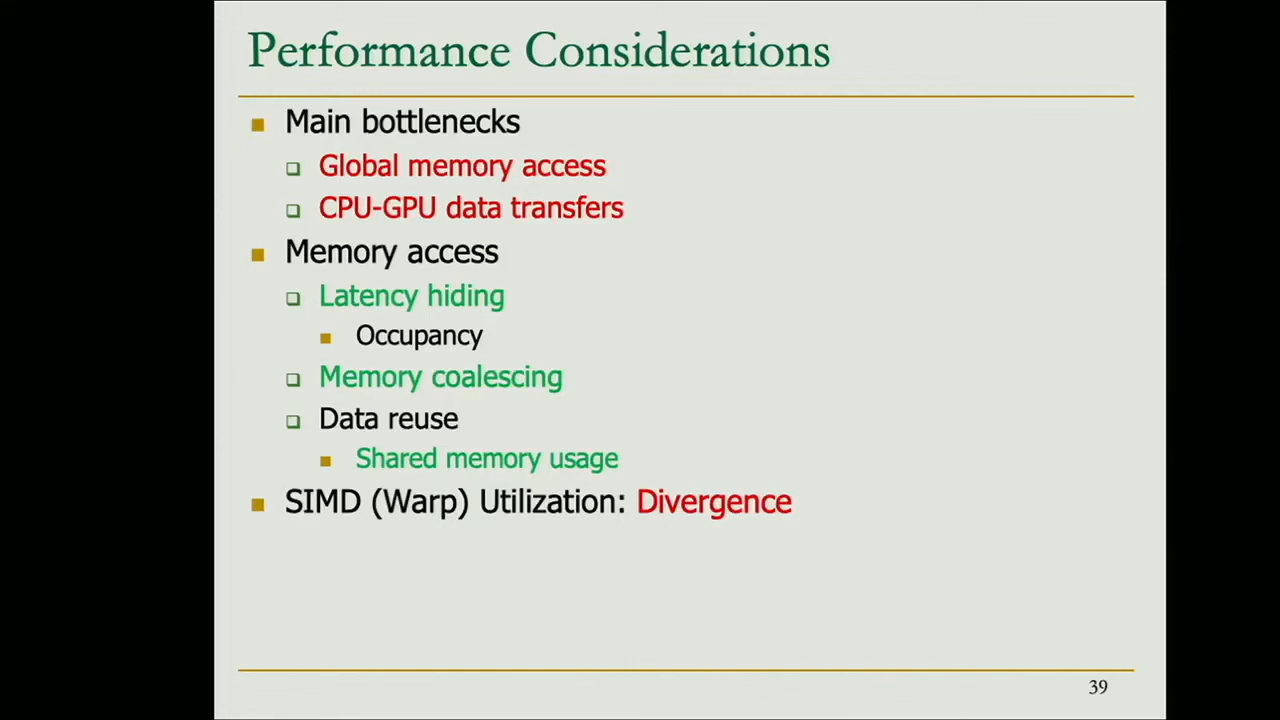 Performance Considerations
Main bottlenecks
Global memory access
CPU-GPU data transfers
Memory access
Latency hiding
Occupancy
Memory coalescing
Data reuse
Shared memory usage
SIMD (Warp) Utilization: Divergence
39